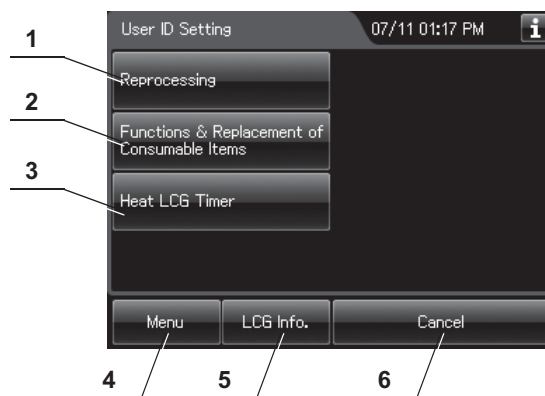 User ID Setting
07/11 01:17 PM
i
1
Reprocessing
2
Functions & Replacement of
Consumable Items
3
Heat LCG Timer
Menu
LCG Info.
Cancel
4
5
6